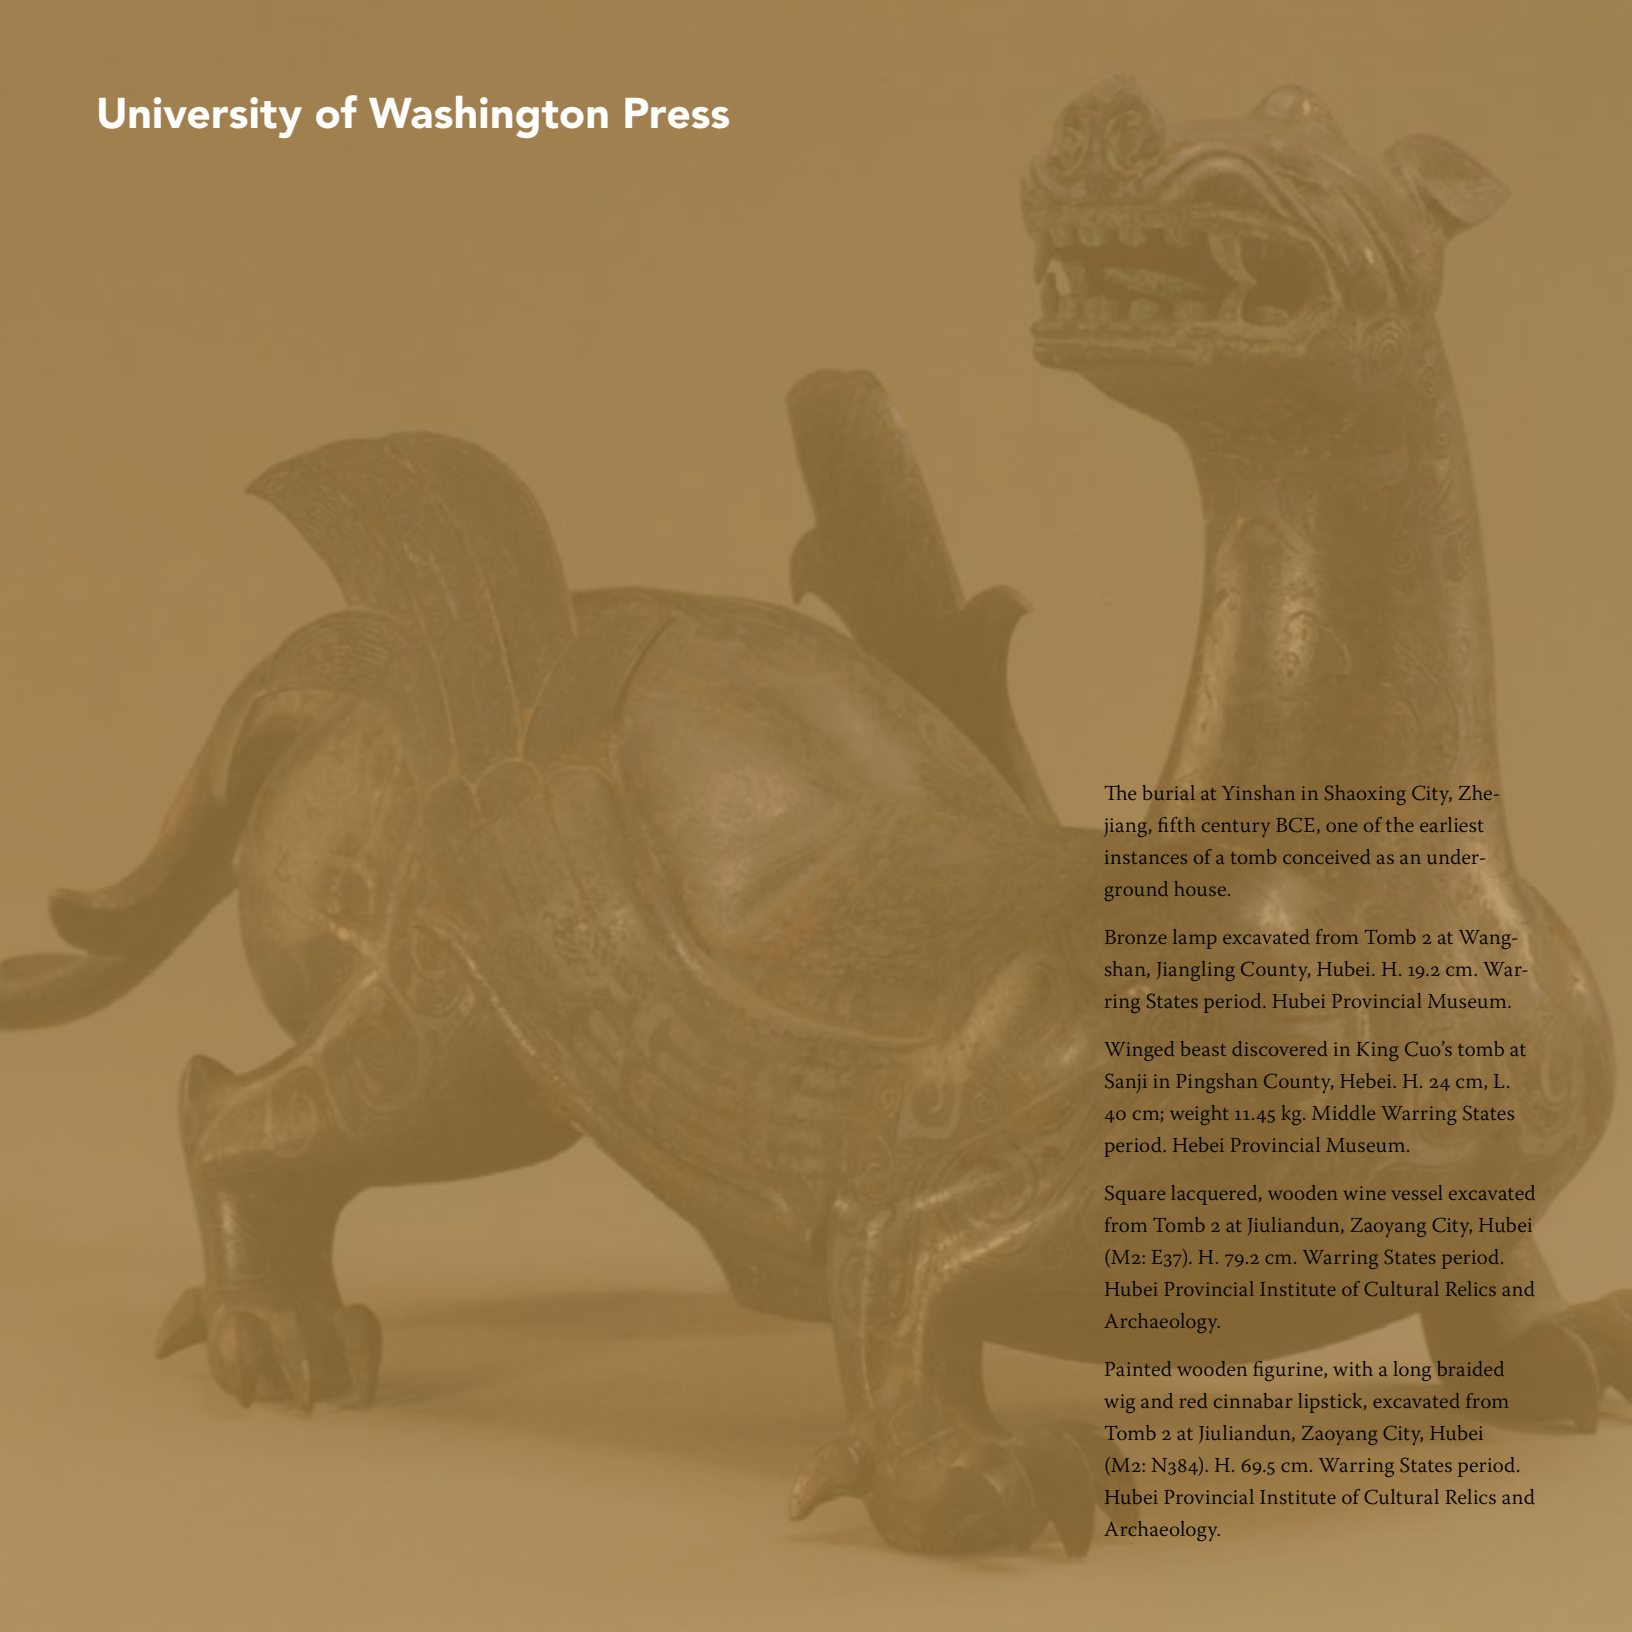 University of Washington Press
The burial at Yinshan in Shaoxing City, Zhe-
jiang, fifth century BCE, one of the earliest
instances of a tomb conceived as an under-
ground house.
Bronze lamp excavated from Tomb 2 at Wang-
shan, Jiangling County, Hubei. H. 19.2 cm. War-
ring States period. Hubei Provincial Museum.
Winged beast discovered in King Cuo’s tomb at
Sanji in Pingshan County, Hebei. H. 24 cm, L.
40 cm; weight 11.45 kg. Middle Warring States
period. Hebei Provincial Museum.
Square lacquered, wooden wine vessel excavated
from Tomb 2 at Jiuliandun, Zaoyang City, Hubei
(M2: E37). H. 79.2 cm. Warring States period.
Hubei Provincial Institute of Cultural Relics and
Archaeology.
Painted wooden figurine, with a long braided
wig and red cinnabar lipstick, excavated from
Tomb 2 at Jiuliandun, Zaoyang City, Hubei
(M2: N384). H. 69.5 cm. Warring States period.
Hubei Provincial Institute of Cultural Relics and
Archaeology.